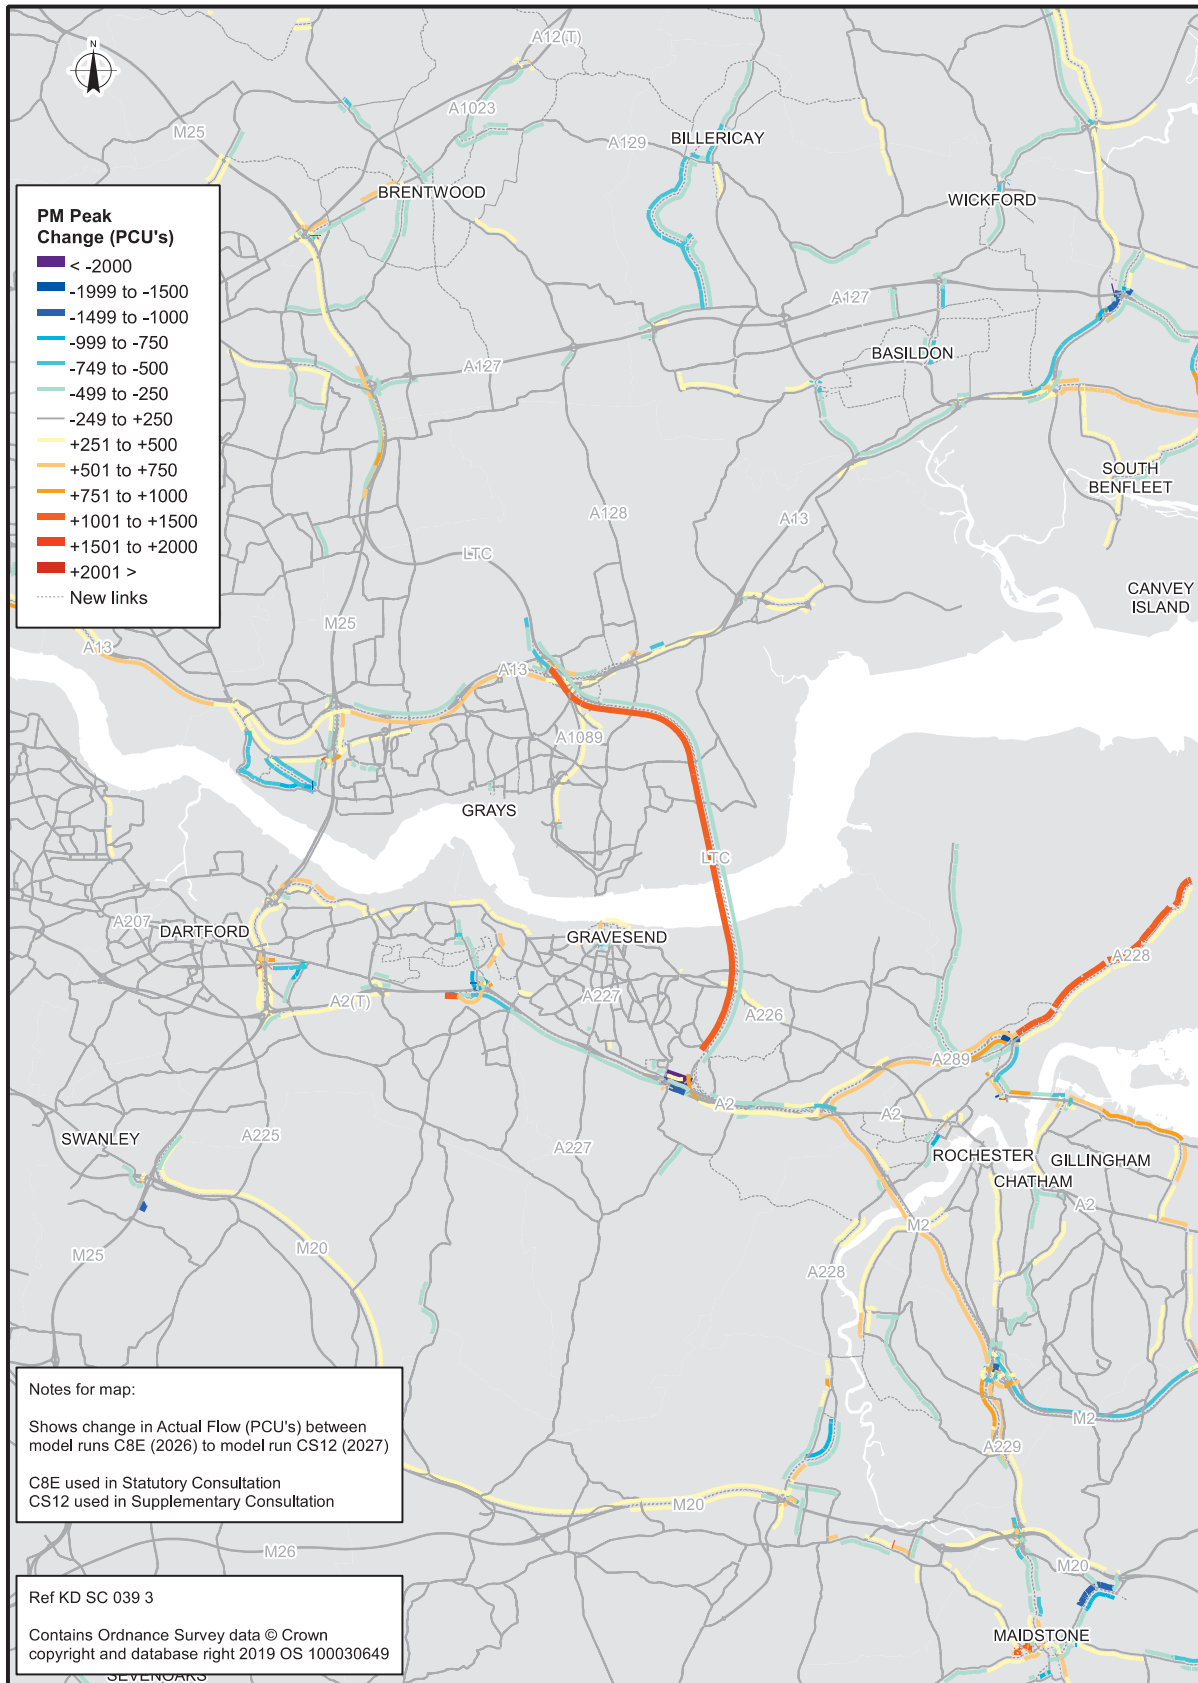 N
A12(T)
A1023
M25
A129
BILLERICAY
BRENTWOOD
WICKFORD
PM Peak
Change (PCU's)
< -2000
-1999 to -1500
-1499 to -1000
-999 to -750
-749 to -500
-499 to -250
-249 to +250
+251 to +500
+501 to +750
+751 to +1000
+1001 to +1500
+1501 to +2000
+2001 >
New links
A127
BASILDON
A127
SOUTH
BENFLEET
A128
A13
LTC
CANVEY
ISLAND
M25
A13
A13
A1089
GRAYS
LTC
A207
DARTFORD
GRAVESEND
A228
A2(T)
A227
A226
A289
A2
A2
SWANLEY
A225
A227
ROCHESTER
GILLINGHAM
CHATHAM
A2
M25
M20
M2
A228
Notes for map:
Shows change in Actual Flow (PCU's) between
model runs C8E (2026) to model run CS12 (2027)
C8E used in Statutory Consultation
CS12 used in Supplementary Consultation
M2
A229
M20
M26
M20
Ref KD SC 039 3
Contains Ordnance Survey data © Crown
copyright and database right 2019 OS 100030649
MAIDSTONE
SEVENOAKS